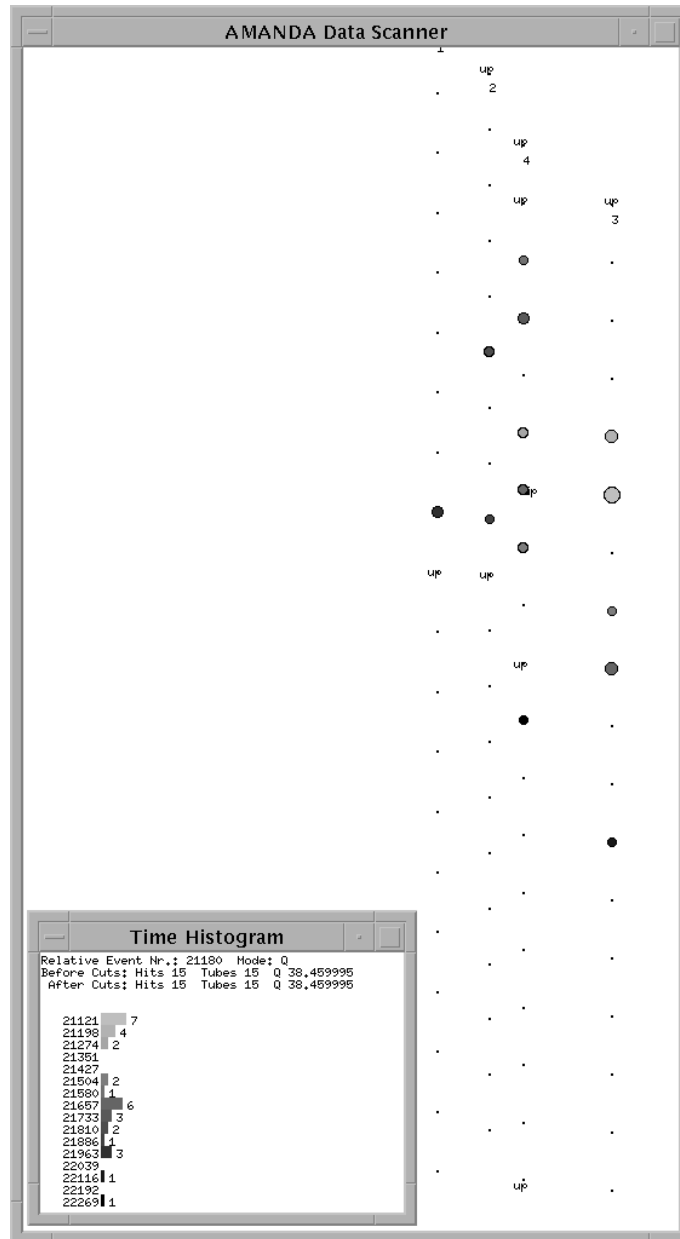 AMANDA Data Scanner
1
up
2
up
4
up
up
3
up
up
up
up
up
Time Histogram
Relative Event Nr.: 21180  Mode: Q
Before Cuts: Hits 15  Tubes 15  Q 38.459995
After Cuts: Hits 15  Tubes 15  Q 38.459995
21121 7
21198 4
21274 2
21351
21427
21504 2
21580 1
21657 6
21733 3
21810 2
21886 1
21963 3
22039
22116 1
22192
22269 1